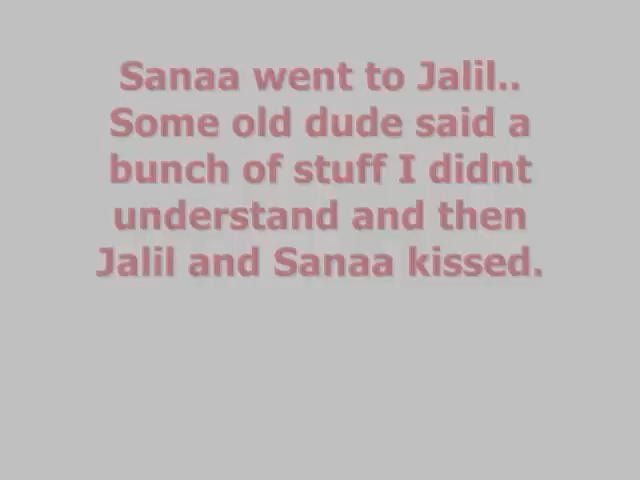 Sanaa went to Jalil..
Some old dude said a
bunch of stuff I didnt
understand and then
Jalil and Sanaa kissed.